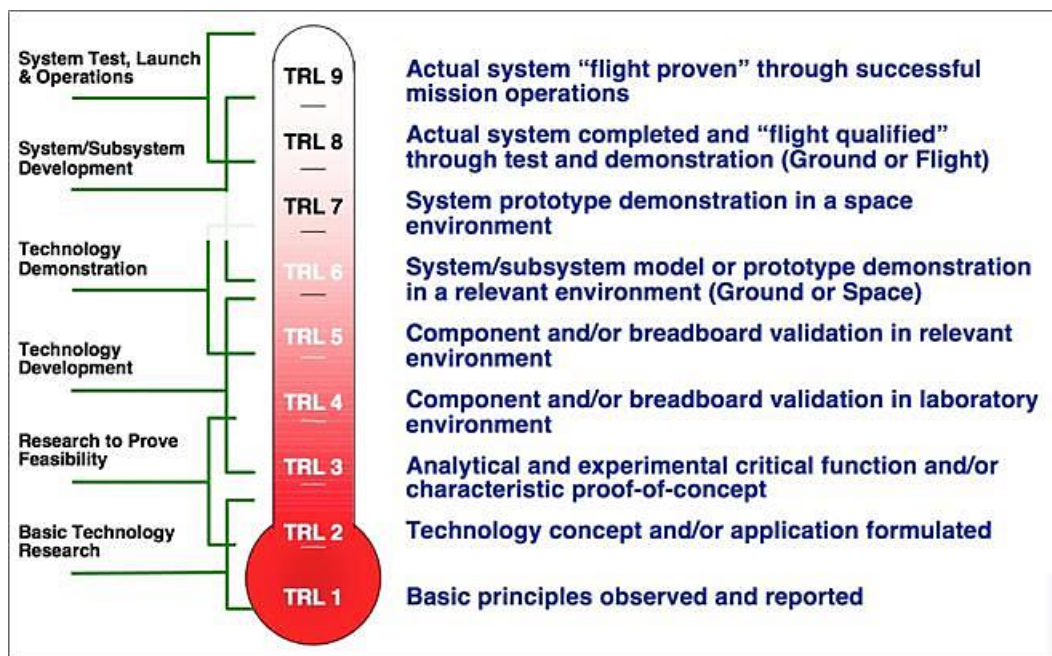 System Test, Launch
& Operations
TRL 9
Actual system “flight proven” through successful
mission operations
System/Subsystem
Development
TRL 8
Actual system completed and “flight qualified”
through test and demonstration (Ground or Flight)
TRL 7
System prototype demonstration in a space
environment
Technology
Demonstration
TRL 6
System/subsystem model or prototype demonstration
in a relevant environment (Ground or Space)
Technology
Development
TRL 5
Component and/or breadboard validation in relevant
environment
TRL 4
Component and/or breadboard validation in laboratory
environment
Research to Prove
Feasibility
TRL 3
Analytical and experimental critical function and/or
characteristic proof-of-concept
Basic Technology
Research
TRL 2
Technology concept and/or application formulated
TRL 1
Basic principles observed and reported